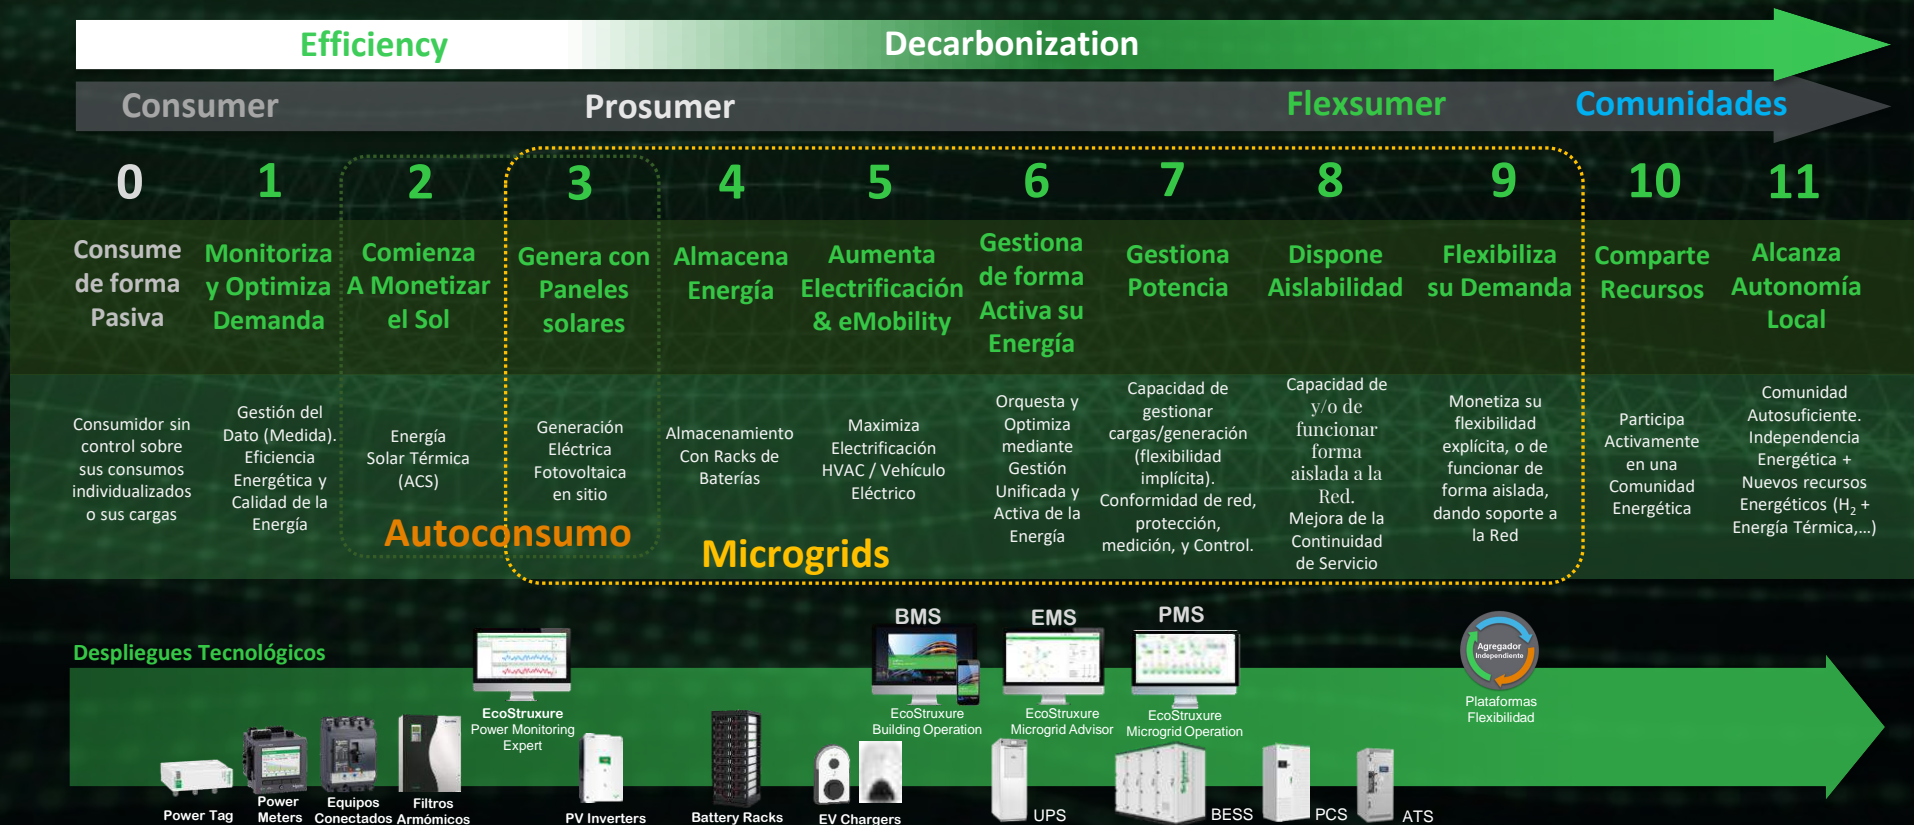 Efficiency
Decarbonization
Consumer
Prosumer
Flexsumer
Comunidades
0
1
2
3
4
5
6
7
8
9
10
11
Consume
de forma
Pasiva
Monitoriza
y Optimiza
Demanda
Comienza
A Monetizar
el Sol
Genera con
Paneles
solares
Almacena
Energía
Aumenta
Electrificación
& eMobility
Gestiona
de forma
Activa su
Energía
Gestiona
Potencia
Dispone
Aislabilidad
Flexibiliza
su Demanda
Comparte
Recursos
Alcanza
Autonomía
Local
Consumidor sin
control sobre
sus consumos
individualizados
o sus cargas
Gestión del
Dato (Medida).
Eficiencia
Energética y
Calidad de la
Energía
Energía
Solar Térmica
(ACS)
Generación
Eléctrica
Fotovoltaica
en sitio
Almacenamiento
Con Racks de
Baterías
Maximiza
Electrificación
HVAC / Vehículo
Eléctrico
Orquesta y
Optimiza
mediante
Gestión
Unificada y
Activa de la
Energía
Capacidad de
gestionar
cargas/generación
(flexibilidad
implícita).
Conformidad de red,
protección,
medición, y Control.
Capacidad de
y/o de
funcionar
forma
aislada a la
Red.
Mejora de la
Continuidad
de Servicio
Monetiza su
flexibilidad
explícita, o de
funcionar de
forma aislada,
dando soporte a
la Red
Participa
Activamente
en una
Comunidad
Energética
Comunidad
Autosuficiente.
Independencia
Energética +
Nuevos recursos
Energéticos (H₂ +
Energía Térmica,...)
Autoconsumo
Microgrids
Despliegues Tecnológicos
BMS
EMS
PMS
EcoStruxure
Power Monitoring
Expert
EcoStruxure
Building Operation
EcoStruxure
Microgrid Advisor
EcoStruxure
Microgrid Operation
Agregador
Independiente
Plataformas
Flexibilidad
Power Tag
Power
Meters
Equipos
Conectados
Filtros
Armómicos
PV Inverters
Battery Racks
EV Chargers
UPS
Schneider
BESS
PCS
ATS